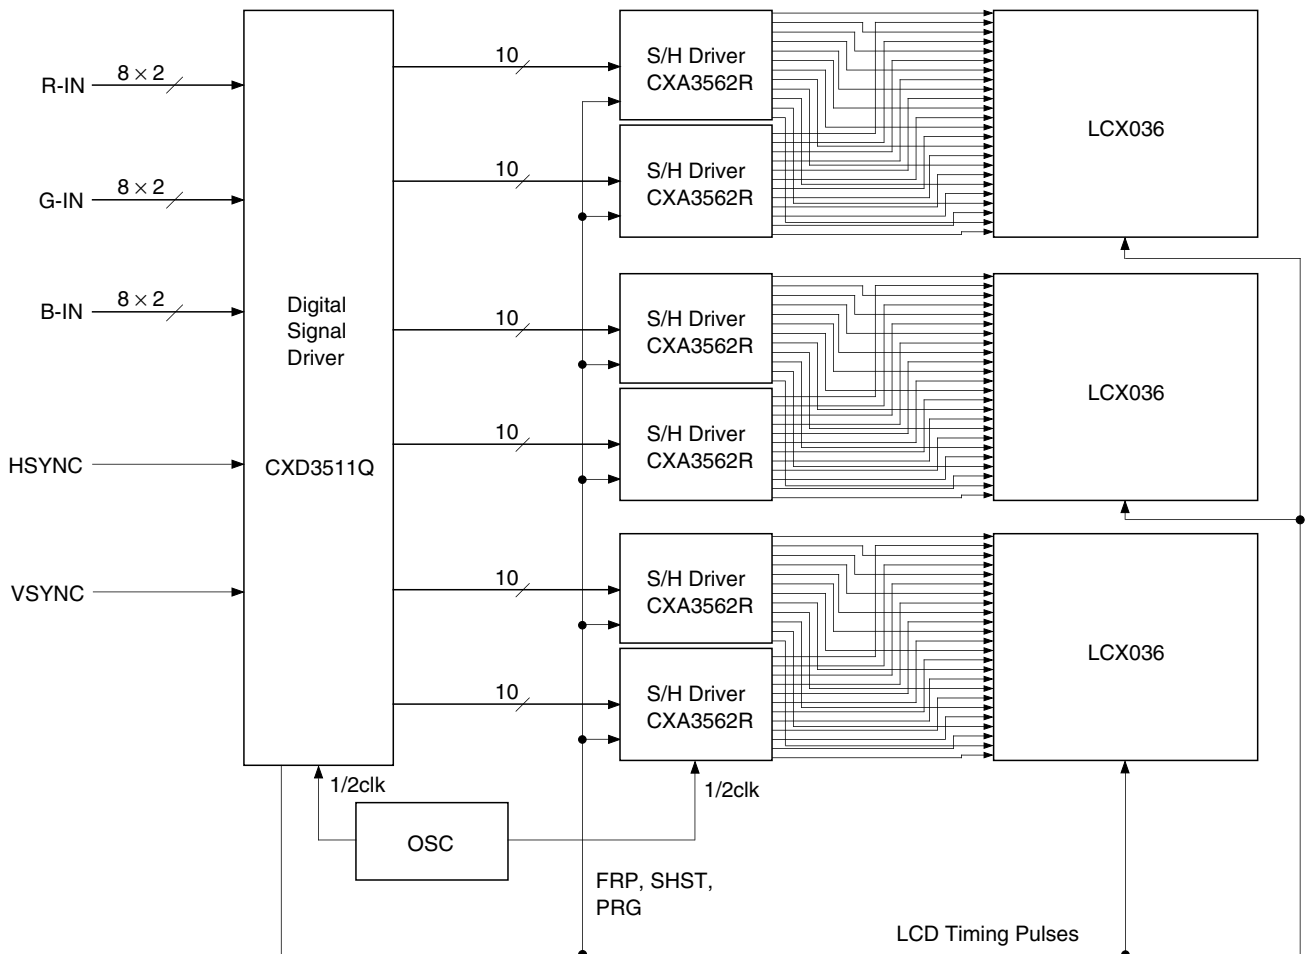 R-IN
8 × 2
G-IN
8 × 2
B-IN
8 × 2
HSYNC
VSYNC
Digital
Signal
Driver
CXD3511Q
10
10
10
10
10
10
S/H Driver
CXA3562R
S/H Driver
CXA3562R
S/H Driver
CXA3562R
S/H Driver
CXA3562R
S/H Driver
CXA3562R
S/H Driver
CXA3562R
LCX036
LCX036
LCX036
1/2clk
1/2clk
OSC
FRP, SHST,
PRG
LCD Timing Pulses